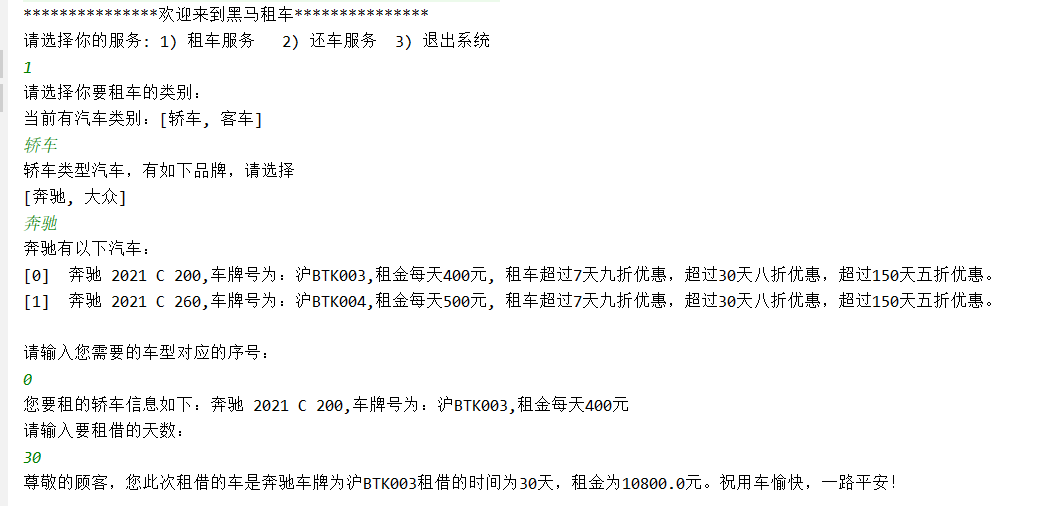 ***************欢迎来到黑马租车***************
请选择你的服务: 1) 租车服务   2) 还车服务  3) 退出系统
1
请选择你要租车的类别:
当前有汽车类别: [轿车, 客车]
轿车
轿车类型汽车，有如下品牌，请选择
[奔驰, 大众]
奔驰
奔驰有以下汽车:
[0]  奔驰 2021 C 200,车牌号为: 沪BTK003,租金每天400元, 租车超过7天九折优惠，超过30天八折优惠，超过150天五折优惠。
[1]  奔驰 2021 C 260,车牌号为: 沪BTK004,租金每天500元, 租车超过7天九折优惠，超过30天八折优惠，超过150天五折优惠。
请输入您需要的车型对应的序号:
0
您要租的轿车信息如下: 奔驰 2021 C 200,车牌号为: 沪BTK003,租金每天400元
请输入要租借的天数:
30
尊敬的顾客，您此次租借的车是奔驰车牌为沪BTK003租借的时间为30天，租金为10800.0元。祝用车愉快，一路平安!